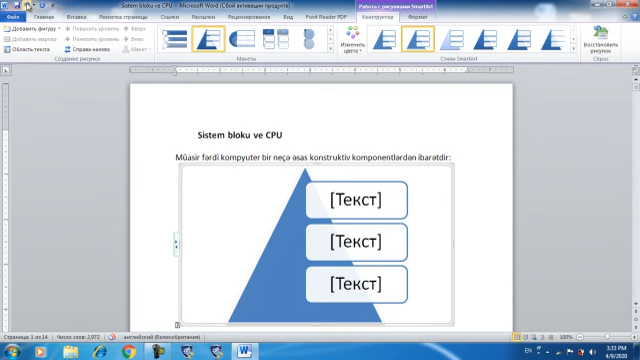 Sistem bloku ve CPU - Microsoft Word (Сбой активации продукта)
Работа с рисунками SmartArt
Файл Главная Вставка Разметка страницы Ссылки Рассылки Рецензирование Вид Foxit Reader PDF Конструктор Формат
Добавить фигуру Повысить уровень Вверх
Добавить маркер Понизить уровень Вниз
Область текста Справа налево
Изменить цвета
Восстановить рисунок
Создание рисунка Макеты Стили SmartArt Сброс
Sistem bloku ve CPU
Müasir fərdi kompyuter bir neçə əsas konstruktiv komponentlərdən ibarətdir:
[Текст]
[Текст]
[Текст]
Страница: 1 из 14 Число слов: 2,972 английский (Великобритания) 100%
EN 3:33 PM
4/9/2020